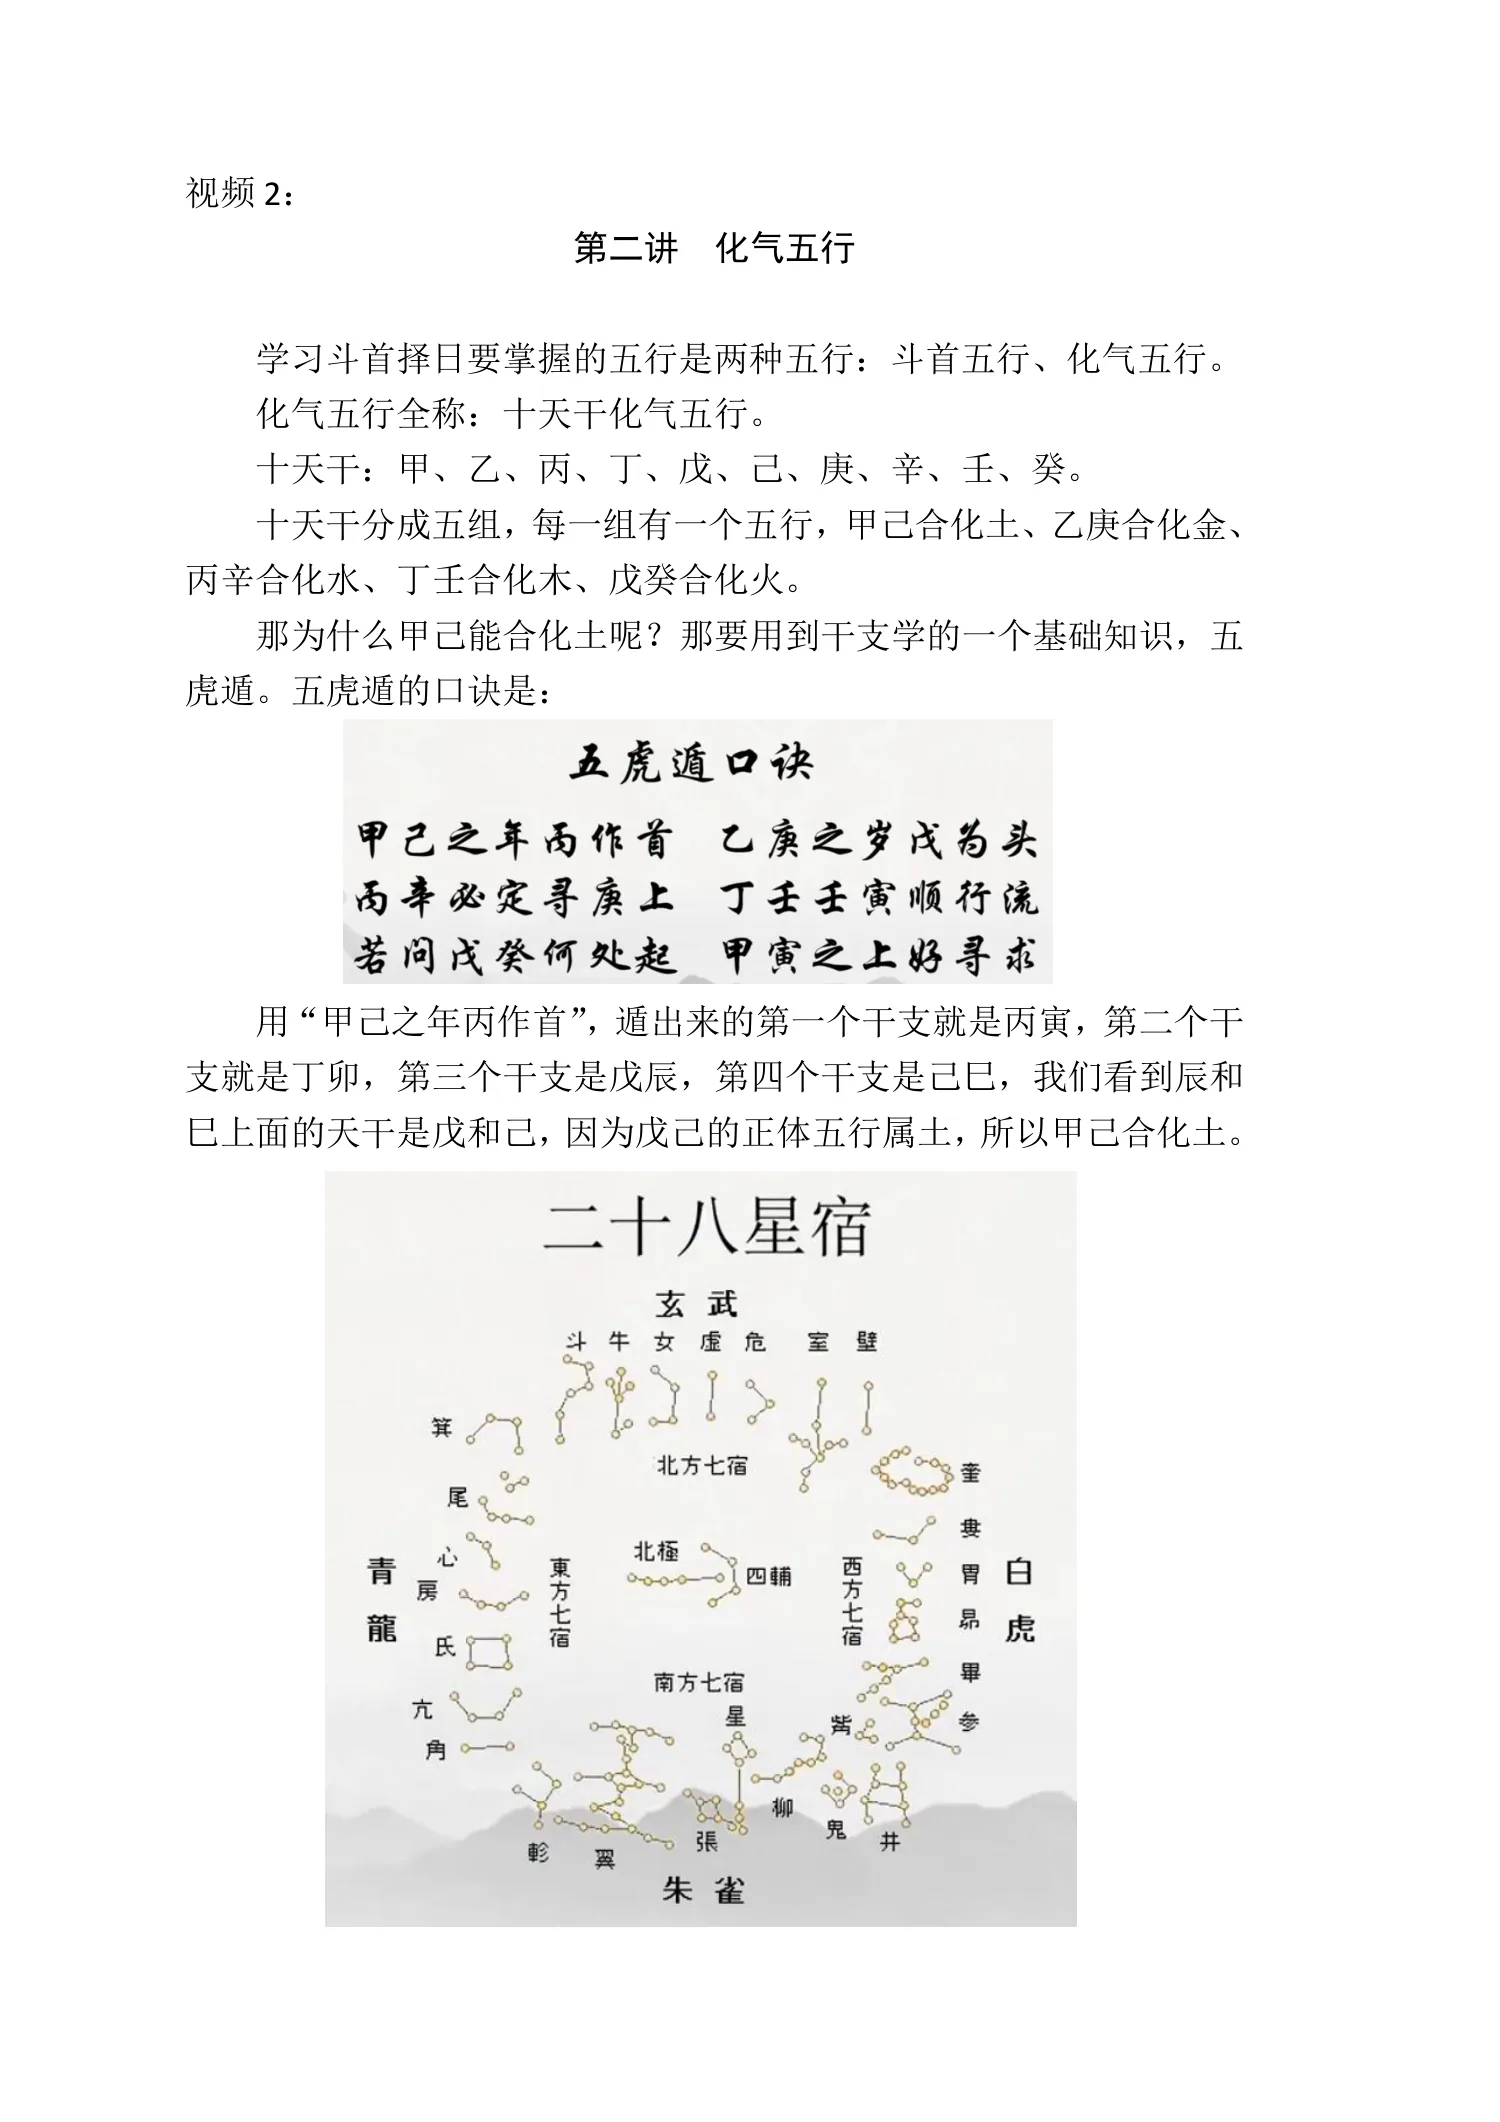 视频 2：
第二讲　化气五行
学习斗首择日要掌握的五行是两种五行：斗首五行、化气五行。
化气五行全称：十天干化气五行。
十天干：甲、乙、丙、丁、戊、己、庚、辛、壬、癸。
十天干分成五组，每一组有一个五行，甲己合化土、乙庚合化金、
丙辛合化水、丁壬合化木、戊癸合化火。
那为什么甲己能合化土呢？那要用到干支学的一个基础知识，五
虎遁。五虎遁的口诀是：
五虎遁口诀
甲己之年丙作首　乙庚之岁戊为头
丙辛必定寻庚上　丁壬壬寅顺行流
若问戊癸何处起　甲寅之上好寻求
用“甲己之年丙作首”，遁出来的第一个干支就是丙寅，第二个干
支就是丁卯，第三个干支是戊辰，第四个干支是己巳，我们看到辰和
巳上面的天干是戊和己，因为戊己的正体五行属土，所以甲己合化土。
二十八星宿
玄武
斗 牛 女 虚 危 室 壁
箕
北方七宿
奎
尾
婁
心
北極
四輔
胃
房
青龍
東方七宿
西方七宿
白虎
昴
氐
畢
南方七宿
亢
星
觜
参
角
柳
鬼
井
張
軫
翼
朱雀